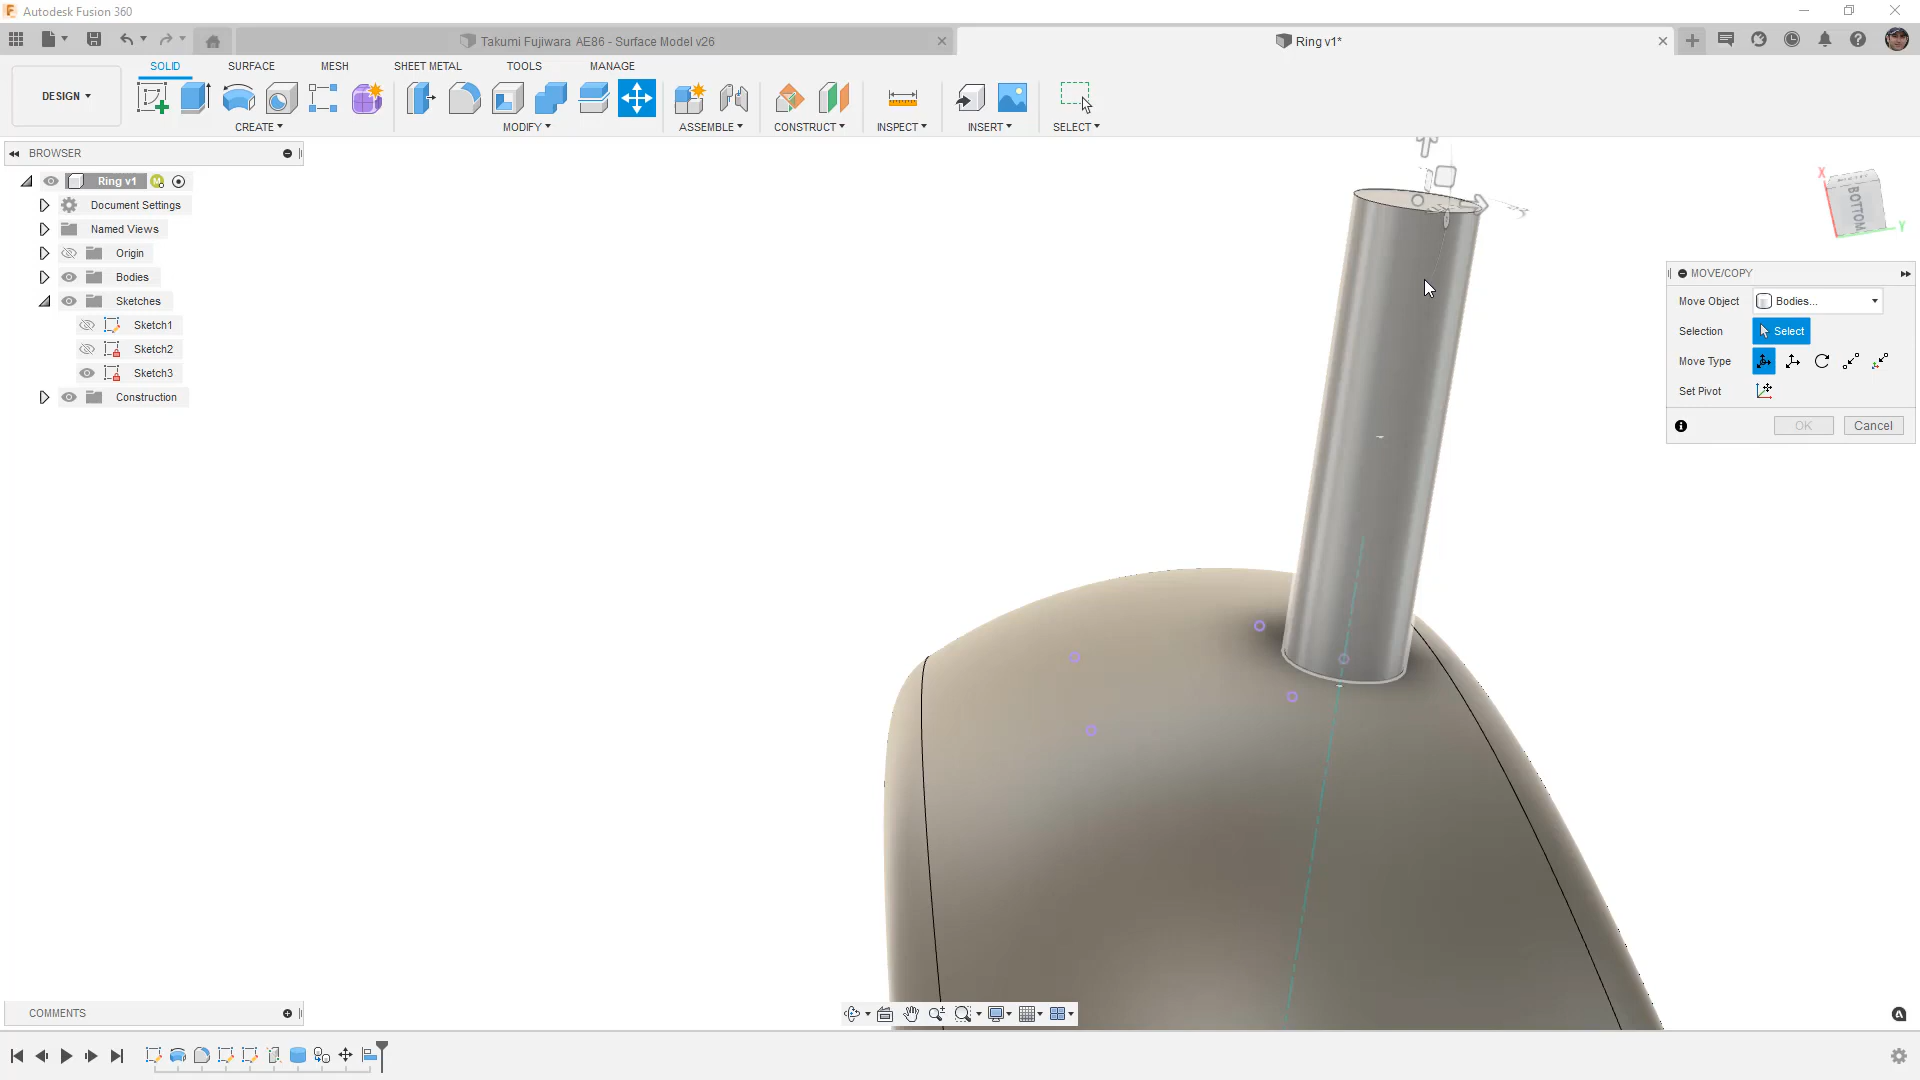 Autodesk Fusion 360
Takumi Fujiwara AE86 - Surface Model v26
Ring v1*
SOLID
SURFACE
MESH
SHEET METAL
TOOLS
MANAGE
DESIGN
CREATE
MODIFY
ASSEMBLE
CONSTRUCT
INSPECT
INSERT
SELECT
BROWSER
Ring v1
Document Settings
Named Views
Origin
Bodies
Sketches
Sketch1
Sketch2
Sketch3
Construction
X
BOTTOM
Y
MOVE/COPY
Move Object
Bodies...
Selection
Select
Move Type
Set Pivot
OK
Cancel
COMMENTS